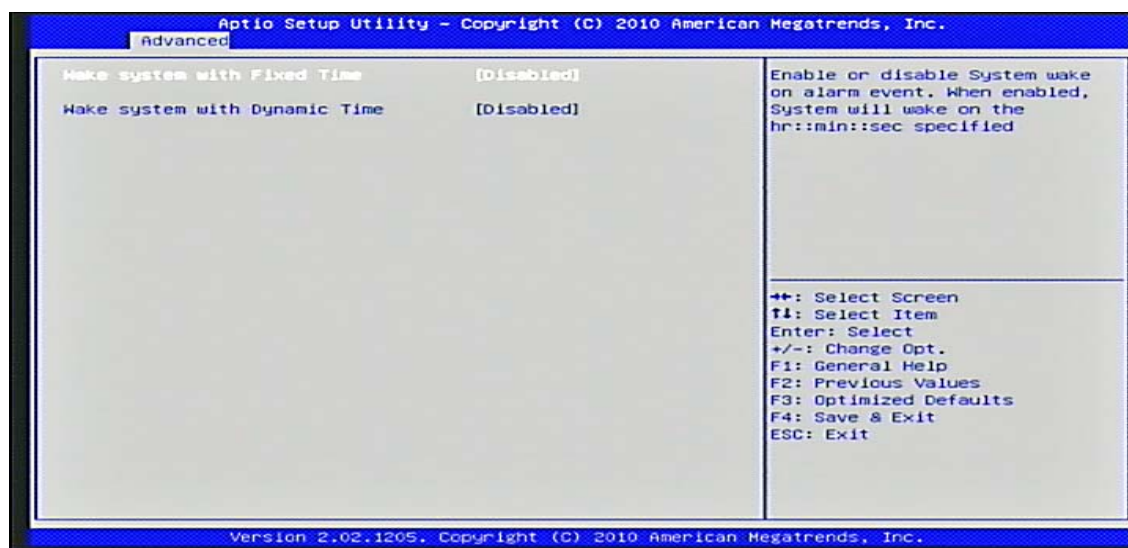 Aptio Setup Utility – Copyright (C) 2010 American Megatrends, Inc.
Advanced
Wake system with Fixed Time [Disabled]
Wake system with Dynamic Time [Disabled]
Enable or disable System wake
on alarm event. When enabled,
System will wake on the
hr::min::sec specified
→←: Select Screen
↑↓: Select Item
Enter: Select
+/-: Change Opt.
F1: General Help
F2: Previous Values
F3: Optimized Defaults
F4: Save & Exit
ESC: Exit
Version 2.02.1205. Copyright (C) 2010 American Megatrends, Inc.